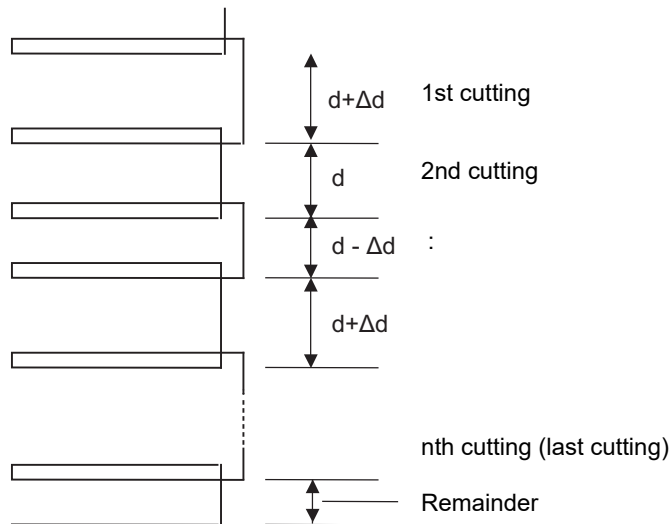 d+Δd 1st cutting
d 2nd cutting
d - Δd :
d+Δd
nth cutting (last cutting)
Remainder